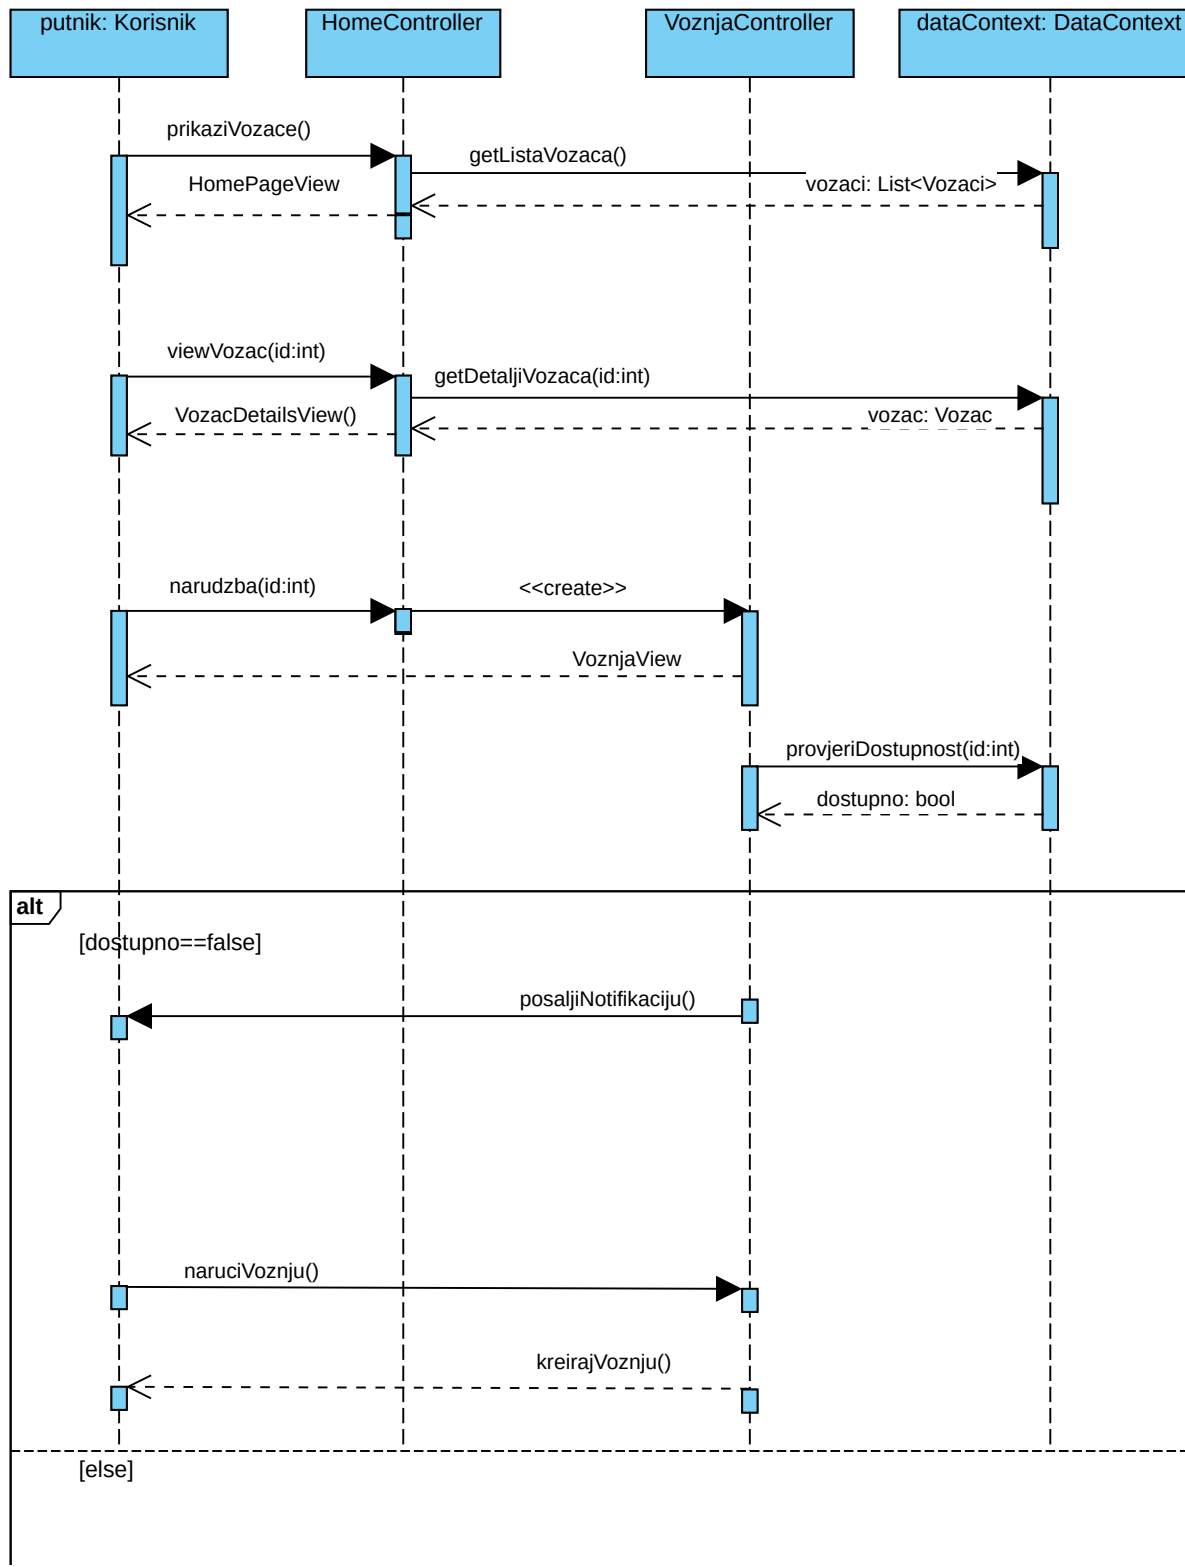 putnik: Korisnik
HomeController
VoznjaController
dataContext: DataContext
prikaziVozace()
getListaVozaca()
HomePageView
vozaci: List<Vozaci>
viewVozac(id:int)
getDetaljiVozaca(id:int)
VozacDetailsView()
vozac: Vozac
narudzba(id:int)
<<create>>
VoznjaView
provjeriDostupnost(id:int)
dostupno: bool
alt
[dostupno==false]
posaljiNotifikaciju()
naruciVoznju()
kreirajVoznju()
[else]